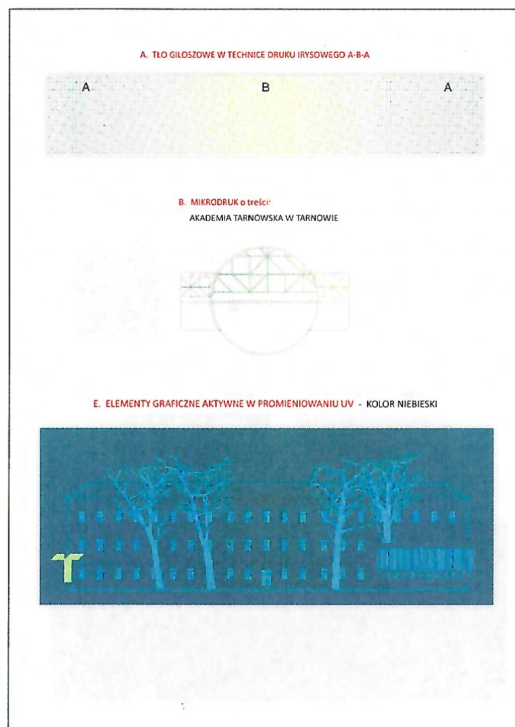 A. TŁO GILOSZOWE W TECHNICE DRUKU IRYSOWEGO A-B-A
A B A
B. MIKRODRUK o treści:
AKADEMIA TARNOWSKA W TARNOWIE
E. ELEMENTY GRAFICZNE AKTYWNE W PROMIENIOWANIU UV - KOLOR NIEBIESKI